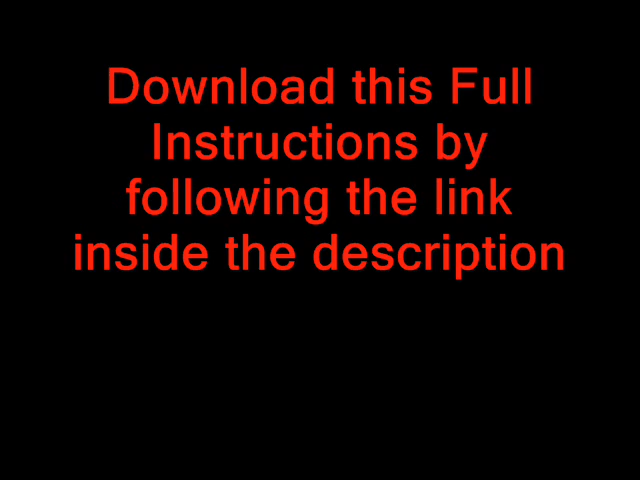 Download this Full
Instructions by
following the link
inside the description